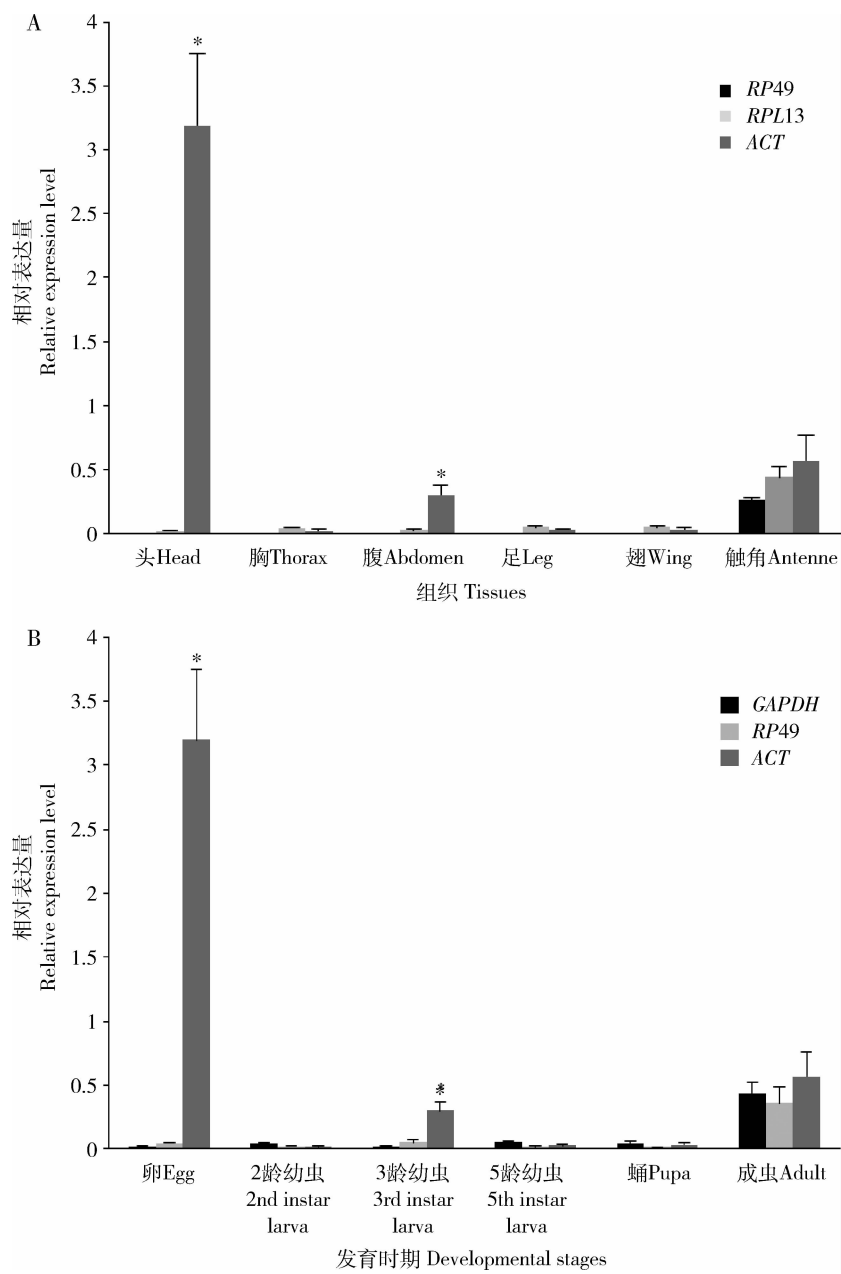 A
4
3.5
3
2.5
2
1.5
1
0.5
0
相对表达量
Relative expression level
*
*
RP49
RPL13
ACT
头Head 胸Thorax 腹Abdomen 足Leg 翅Wing 触角Antenne
组织 Tissues
B
4
3.5
3
2.5
2
1.5
1
0.5
0
相对表达量
Relative expression level
*
*
GAPDH
RP49
ACT
卵Egg 2龄幼虫 3龄幼虫 5龄幼虫 蛹Pupa 成虫Adult
2nd instar 3rd instar 5th instar
larva larva larva
发育时期 Developmental stages